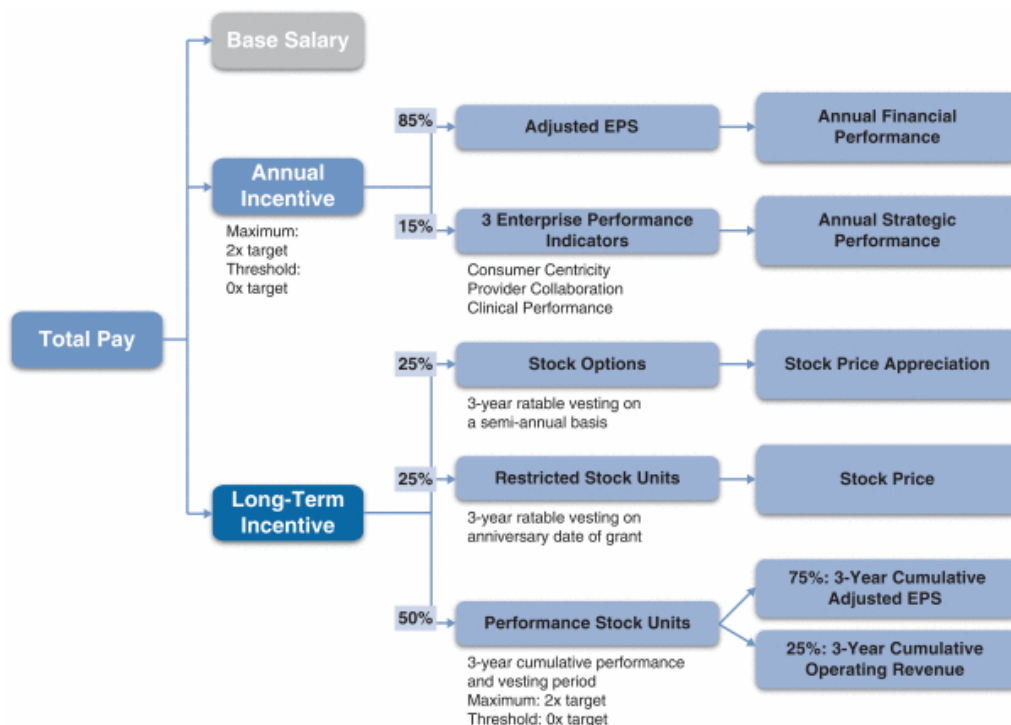 Base Salary
85%
Adjusted EPS
Annual Financial
Performance
Annual
Incentive
Maximum:
2x target
Threshold:
0x target
15%
3 Enterprise Performance
Indicators
Annual Strategic
Performance
Consumer Centricity
Provider Collaboration
Clinical Performance
Total Pay
25%
Stock Options
Stock Price Appreciation
3-year ratable vesting on
a semi-annual basis
Long-Term
Incentive
25%
Restricted Stock Units
Stock Price
3-year ratable vesting on
anniversary date of grant
50%
Performance Stock Units
75%: 3-Year Cumulative
Adjusted EPS
25%: 3-Year Cumulative
Operating Revenue
3-year cumulative performance
and vesting period
Maximum: 2x target
Threshold: 0x target